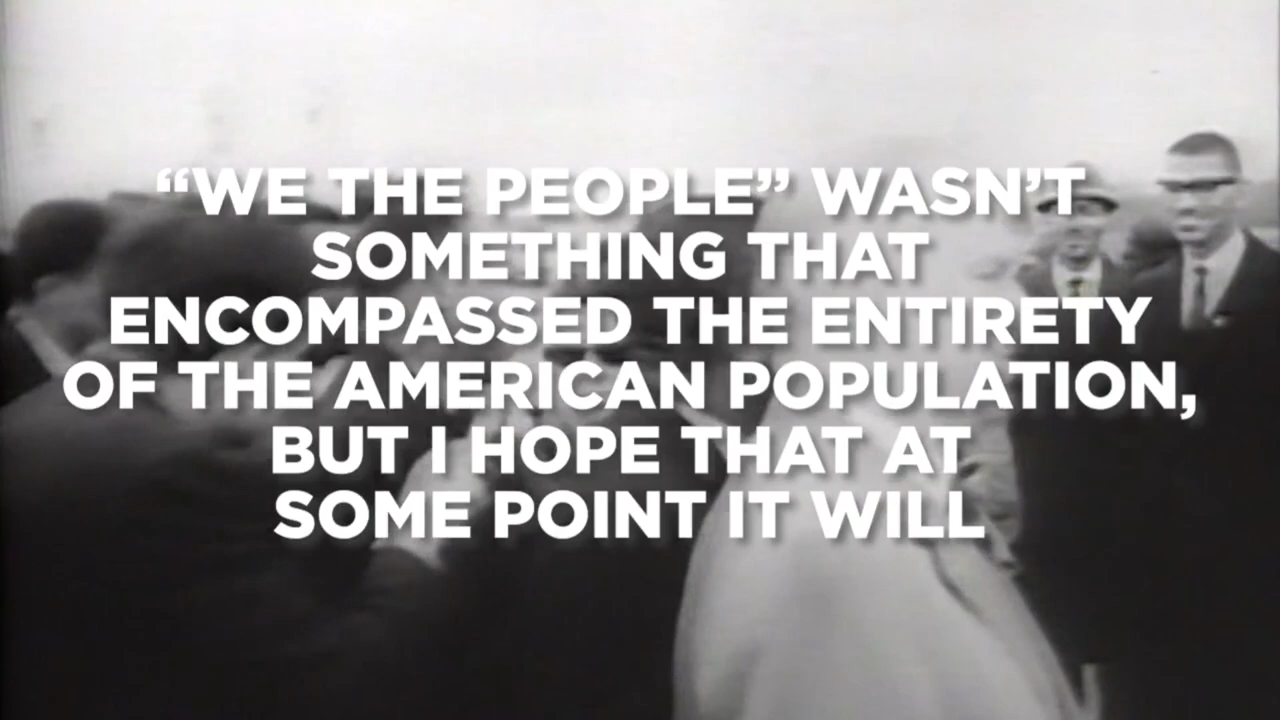 “WE THE PEOPLE” WASN’T
SOMETHING THAT
ENCOMPASSED THE ENTIRETY
OF THE AMERICAN POPULATION,
BUT I HOPE THAT AT
SOME POINT IT WILL